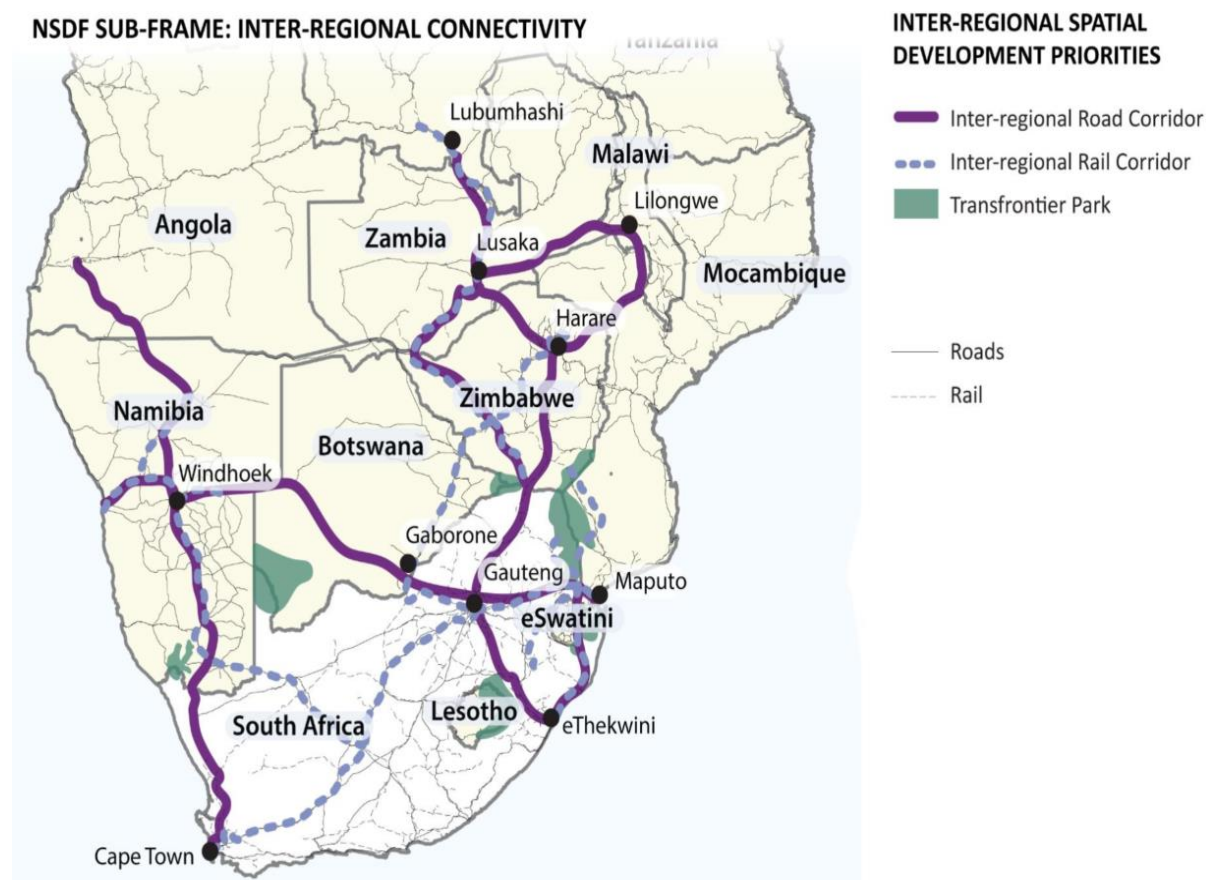 NSDF SUB-FRAME: INTER-REGIONAL CONNECTIVITY
Tanzania
Lubumhashi
Malawi
Lilongwe
Angola
Zambia
Lusaka
Mocambique
Harare
Namibia
Zimbabwe
Botswana
Windhoek
Gaborone
Gauteng
Maputo
eSwatini
South Africa
Lesotho
eThekwini
Cape Town
INTER-REGIONAL SPATIAL
DEVELOPMENT PRIORITIES
Inter-regional Road Corridor
Inter-regional Rail Corridor
Transfrontier Park
Roads
Rail